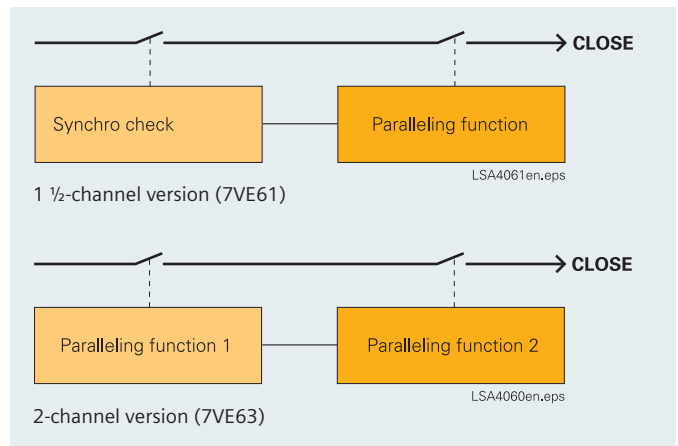 CLOSE
Synchro check
Paralleling function
LSA4061en.eps
1 ½-channel version (7VE61)
CLOSE
Paralleling function 1
Paralleling function 2
LSA4060en.eps
2-channel version (7VE63)